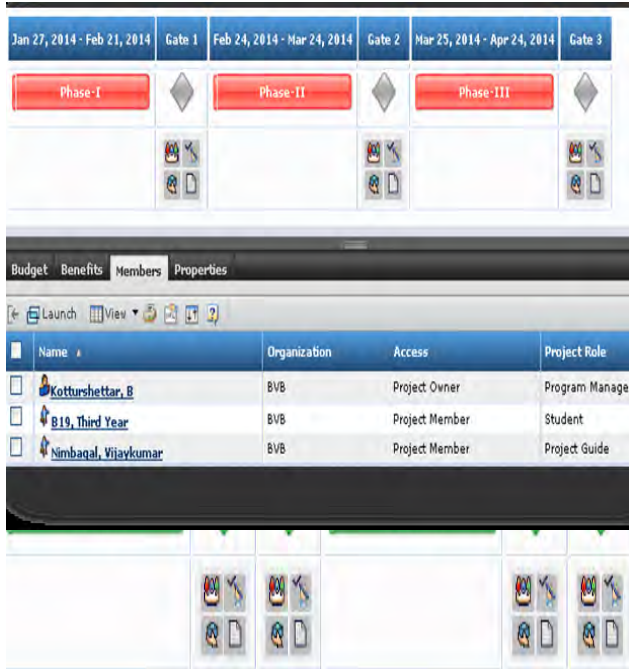 Jan 27, 2014 - Feb 21, 2014 Gate 1 Feb 24, 2014 - Mar 24, 2014 Gate 2 Mar 25, 2014 - Apr 24, 2014 Gate 3
Phase-I Phase-II Phase-III
Budget Benefits Members Properties
Launch View
Name Organization Access Project Role
Kotturshettar, B BVB Project Owner Program Manage
B19, Third Year BVB Project Member Student
Nimbagal, Vijaykumar BVB Project Member Project Guide